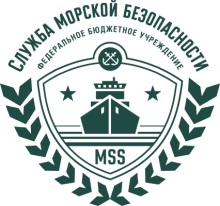 СЛУЖБА МОРСКОЙ БЕЗОПАСНОСТИ
ФЕДЕРАЛЬНОЕ БЮДЖЕТНОЕ УЧРЕЖДЕНИЕ
MSS